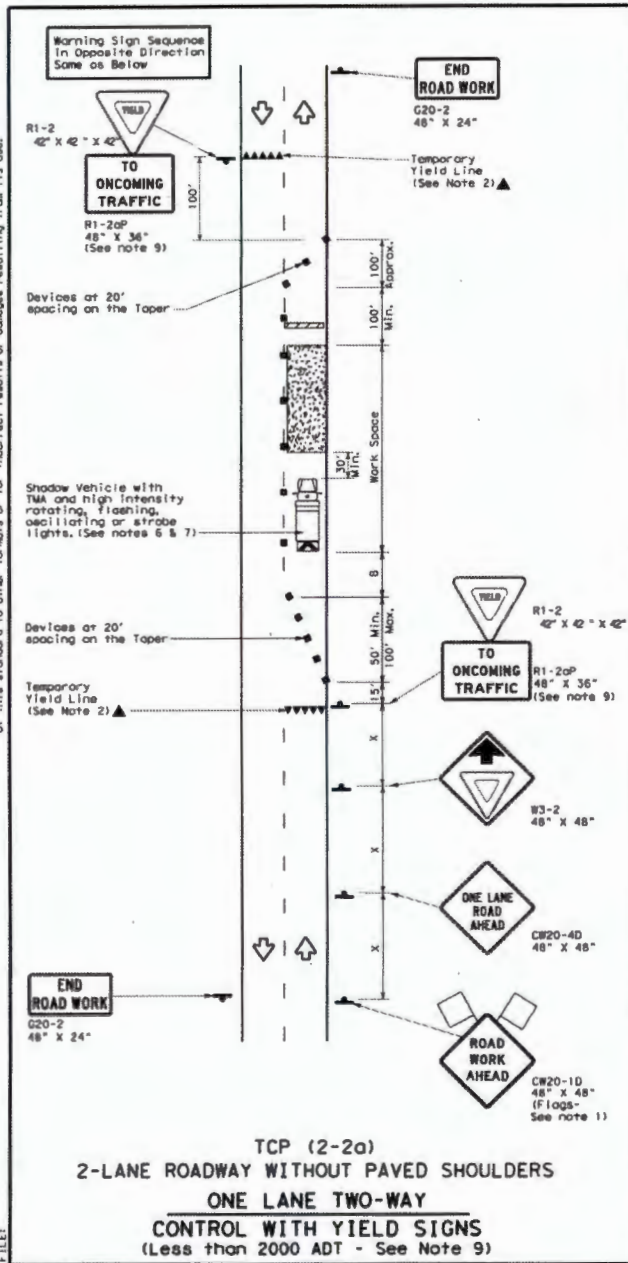 Warning Sign Sequence
in Opposite Direction
Same as Below
END
ROAD WORK
G20-2
48" X 24"
YIELD
R1-2
42" X 42" X 42"
TO
ONCOMING
TRAFFIC
R1-2aP
48" X 36"
(See note 9)
100'
Temporary
Yield Line
(See Note 2)▲
Devices at 20'
spacing on the Taper
100'
Approx.
100'
Min.
Work Space
30'
Min.
Shadow Vehicle with
TMA and high intensity
rotating, flashing,
oscillating or strobe
lights. (See notes 6 & 7)
B
YIELD
R1-2
42" X 42" X 42"
TO
ONCOMING
TRAFFIC
R1-2aP
48" X 36"
(See note 9)
Devices at 20'
spacing on the Taper
50' Min.
100' Max.
15'
Temporary
Yield Line
(See Note 2)▲
X
W3-2
48" X 48"
X
ONE LANE
ROAD
AHEAD
CW20-4D
48" X 48"
X
END
ROAD WORK
G20-2
48" X 24"
ROAD
WORK
AHEAD
CW20-1D
48" X 48"
(Flags-
See note 1)
TCP (2-2a)
2-LANE ROADWAY WITHOUT PAVED SHOULDERS
ONE LANE TWO-WAY
CONTROL WITH YIELD SIGNS
(Less than 2000 ADT - See Note 9)
FILE: